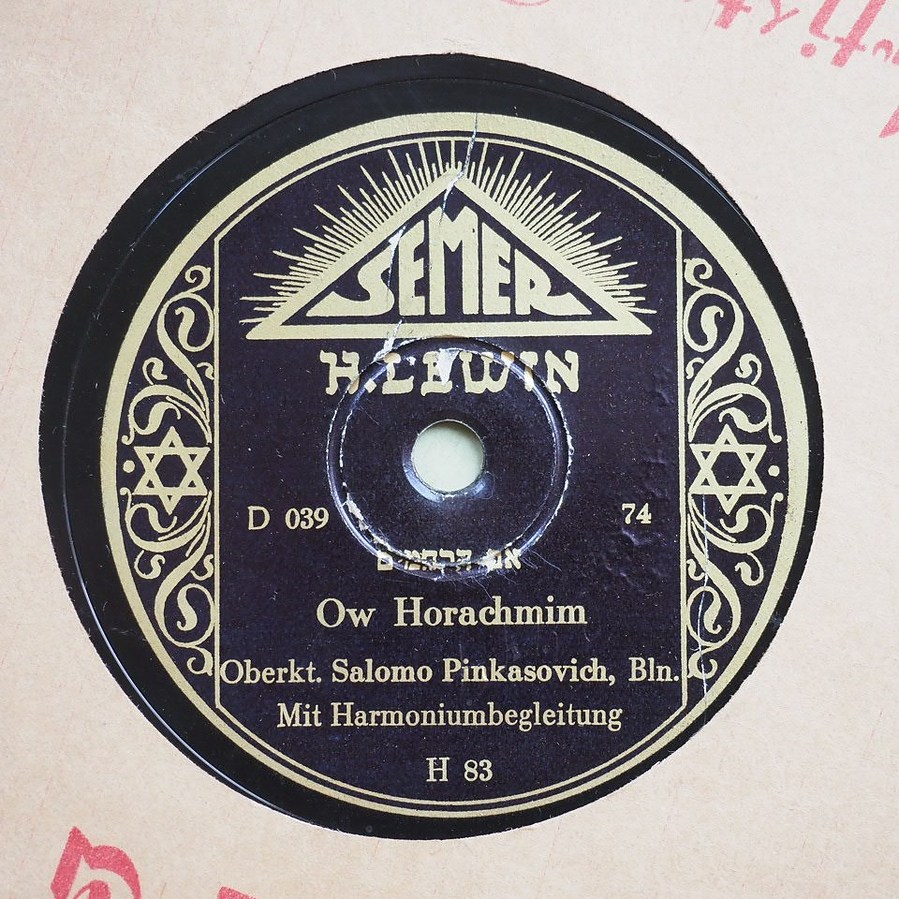 SEMER
H. LEWIN
D 039 74
אב הרחמים
Ow Horachmim
Oberkt. Salomo Pinkasovich, Bln.
Mit Harmoniumbegleitung
H 83